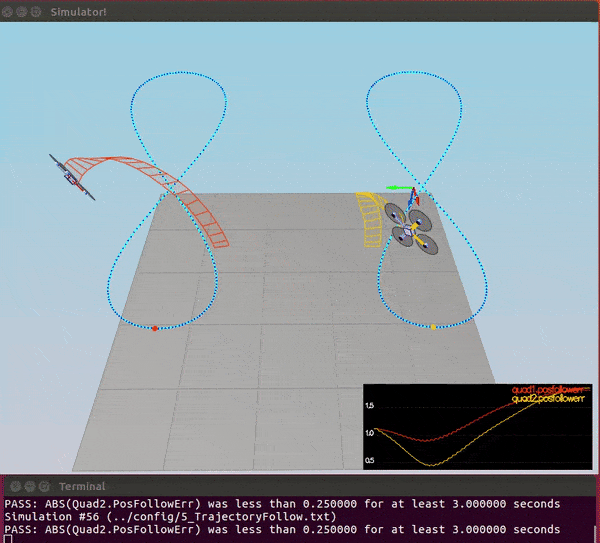 Simulator!
quad1.posfollowerr
quad2.posfollowerr
1.5
1.0
0.5
Terminal
PASS: ABS(Quad2.PosFollowErr) was less than 0.250000 for at least 3.000000 seconds
Simulation #56 (../config/5_TrajectoryFollow.txt)
PASS: ABS(Quad2.PosFollowErr) was less than 0.250000 for at least 3.000000 seconds